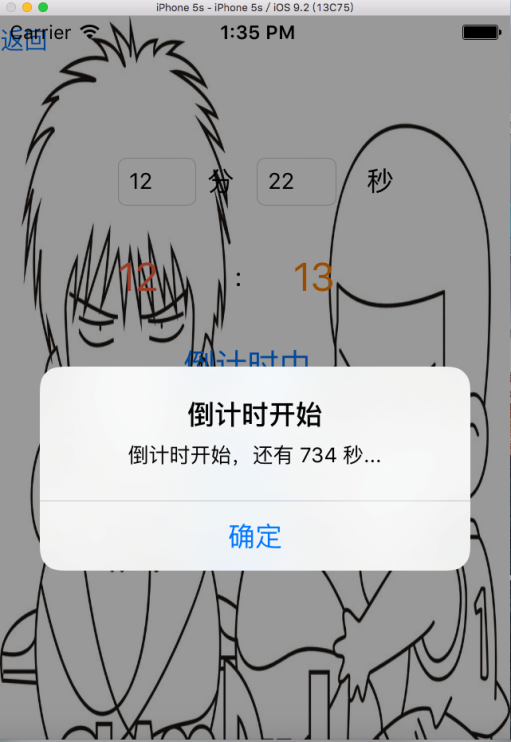 iPhone 5s - iPhone 5s / iOS 9.2 (13C75)
Carrier 1:35 PM
返回
12 分 22 秒
12 : 13
倒计时中
倒计时开始
倒计时开始，还有 734 秒...
确定
1